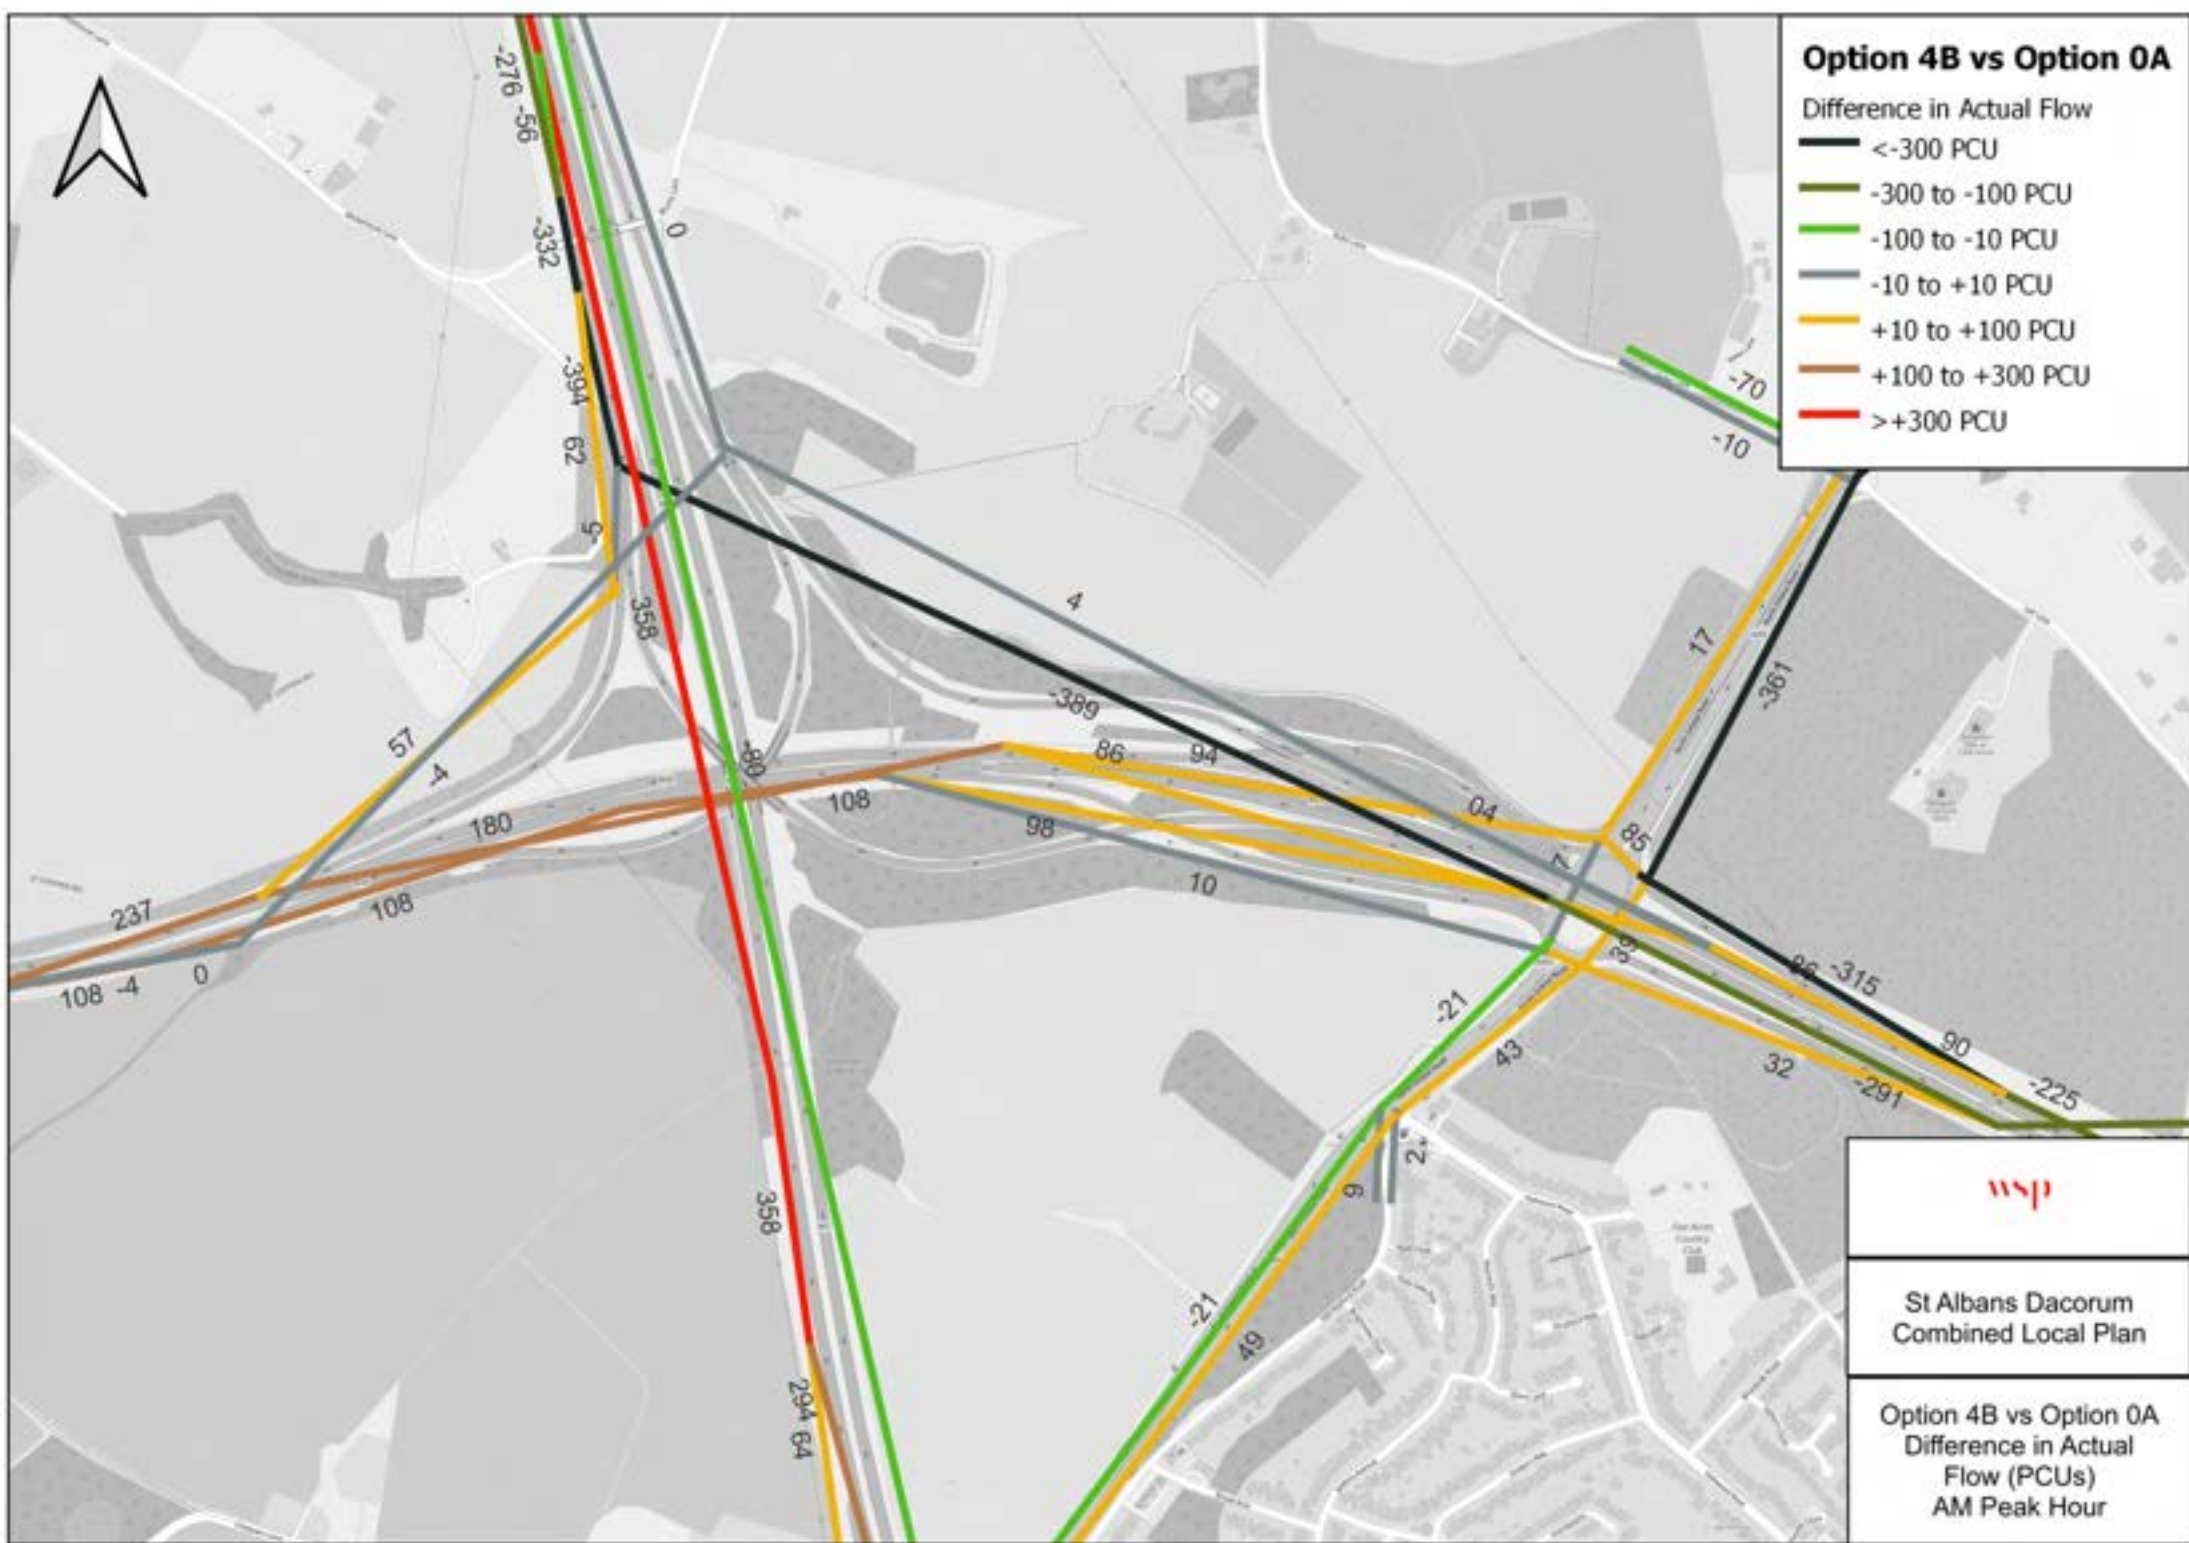 Option 4B vs Option 0A
Difference in Actual Flow
<-300 PCU
-300 to -100 PCU
-100 to -10 PCU
-10 to +10 PCU
+10 to +100 PCU
+100 to +300 PCU
>+300 PCU
-276
-56
-332
0
-394
62
-5
-70
-10
358
4
17
-361
-389
57
-4
-80
86
94
04
85
180
108
98
7
10
237
108
39
108
-4
0
86
-315
-21
43
90
32
-291
-225
2
9
358
-21
49
294
64
wsp
St Albans Dacorum
Combined Local Plan
Option 4B vs Option 0A
Difference in Actual
Flow (PCUs)
AM Peak Hour